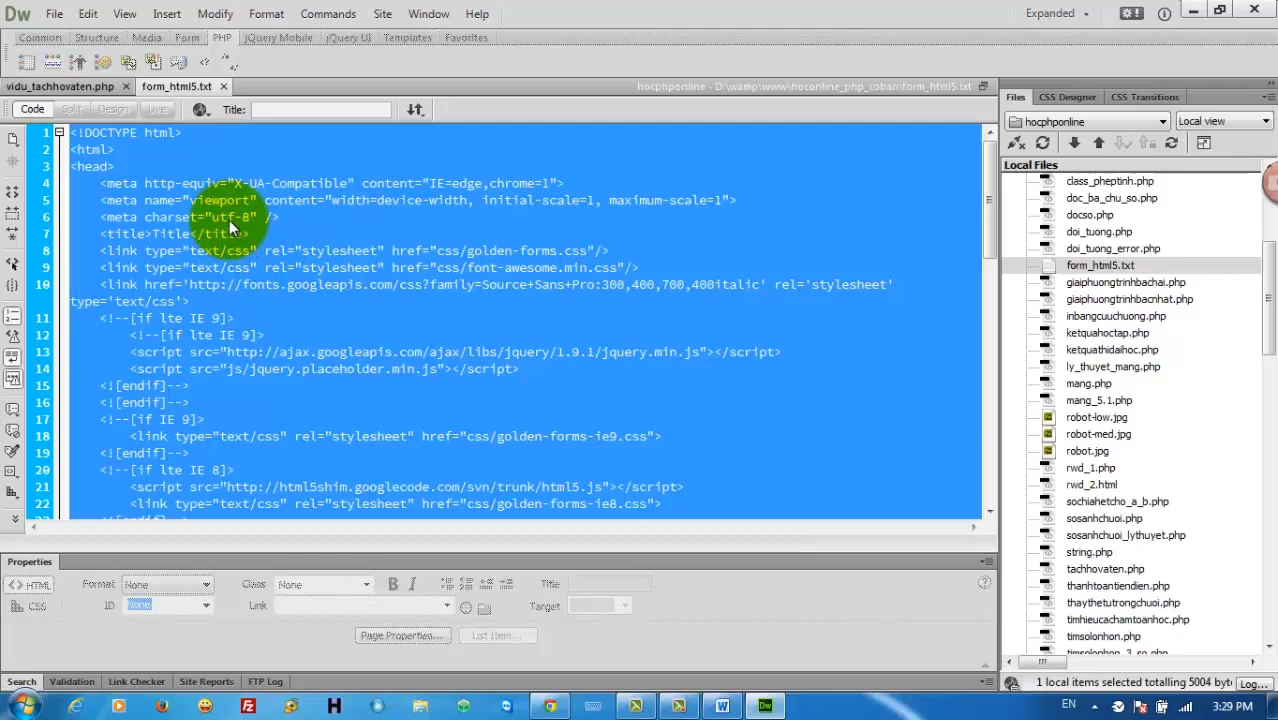 Dw File Edit View Insert Modify Format Commands Site Window Help Expanded
Common Structure Media Form PHP jQuery Mobile jQuery UI Templates Favorites
vidu_tachhovaten.php × form_html5.txt × hocphponline - D:\wamp\www\hoconline_php_coban\form_html5.txt
Code Split Design Live Title:
1 <!DOCTYPE html>
2 <html>
3 <head>
4 <meta http-equiv="X-UA-Compatible" content="IE=edge,chrome=1">
5 <meta name="viewport" content="width=device-width, initial-scale=1, maximum-scale=1">
6 <meta charset="utf-8" />
7 <title>Title</title>
8 <link type="text/css" rel="stylesheet" href="css/golden-forms.css"/>
9 <link type="text/css" rel="stylesheet" href="css/font-awesome.min.css"/>
10 <link href='http://fonts.googleapis.com/css?family=Source+Sans+Pro:300,400,700,400italic' rel='stylesheet'
type='text/css'>
11 <!--[if lte IE 9]>
12 <!--[if lte IE 9]>
13 <script src="http://ajax.googleapis.com/ajax/libs/jquery/1.9.1/jquery.min.js"></script>
14 <script src="js/jquery.placeholder.min.js"></script>
15 <![endif]-->
16 <![endif]-->
17 <!--[if IE 9]>
18 <link type="text/css" rel="stylesheet" href="css/golden-forms-ie9.css">
19 <![endif]-->
20 <!--[if lte IE 8]>
21 <script src="http://html5shim.googlecode.com/svn/trunk/html5.js"></script>
22 <link type="text/css" rel="stylesheet" href="css/golden-forms-ie8.css">
Properties
<> HTML Format None Class None B I Title
CSS ID None Link Target
Page Properties... List Item...
Search Validation Link Checker Site Reports FTP Log
Files CSS Designer CSS Transitions
hocphponline Local view
Local Files
class_pheptinh.php
doc_ba_chu_so.php
docso.php
doi_tuong.php
doi_tuong_error.php
form_html5.txt
giaiphuongtrinhbachai.php
giaiphuongtrinhbacnhat.php
inbangcuuchuong.php
ketquahoctap.php
ketquathidaihoc.php
ly_thuyet_mang.php
mang.php
mang_5.1.php
robot-low.jpg
robot-med.jpg
robot.jpg
rwd_1.php
rwd_2.html
sochiahetcho_a_b.php
sosanhchuoi.php
sosanhchuoi_lythuyet.php
string.php
tachhovaten.php
thanhtoantiendien.php
thaythetutrongchuoi.php
timhieucachamtoanhoc.php
timsolonhon.php
timsolonhon_3_so.php
1 local items selected totalling 5004 byt Log...
EN 3:29 PM